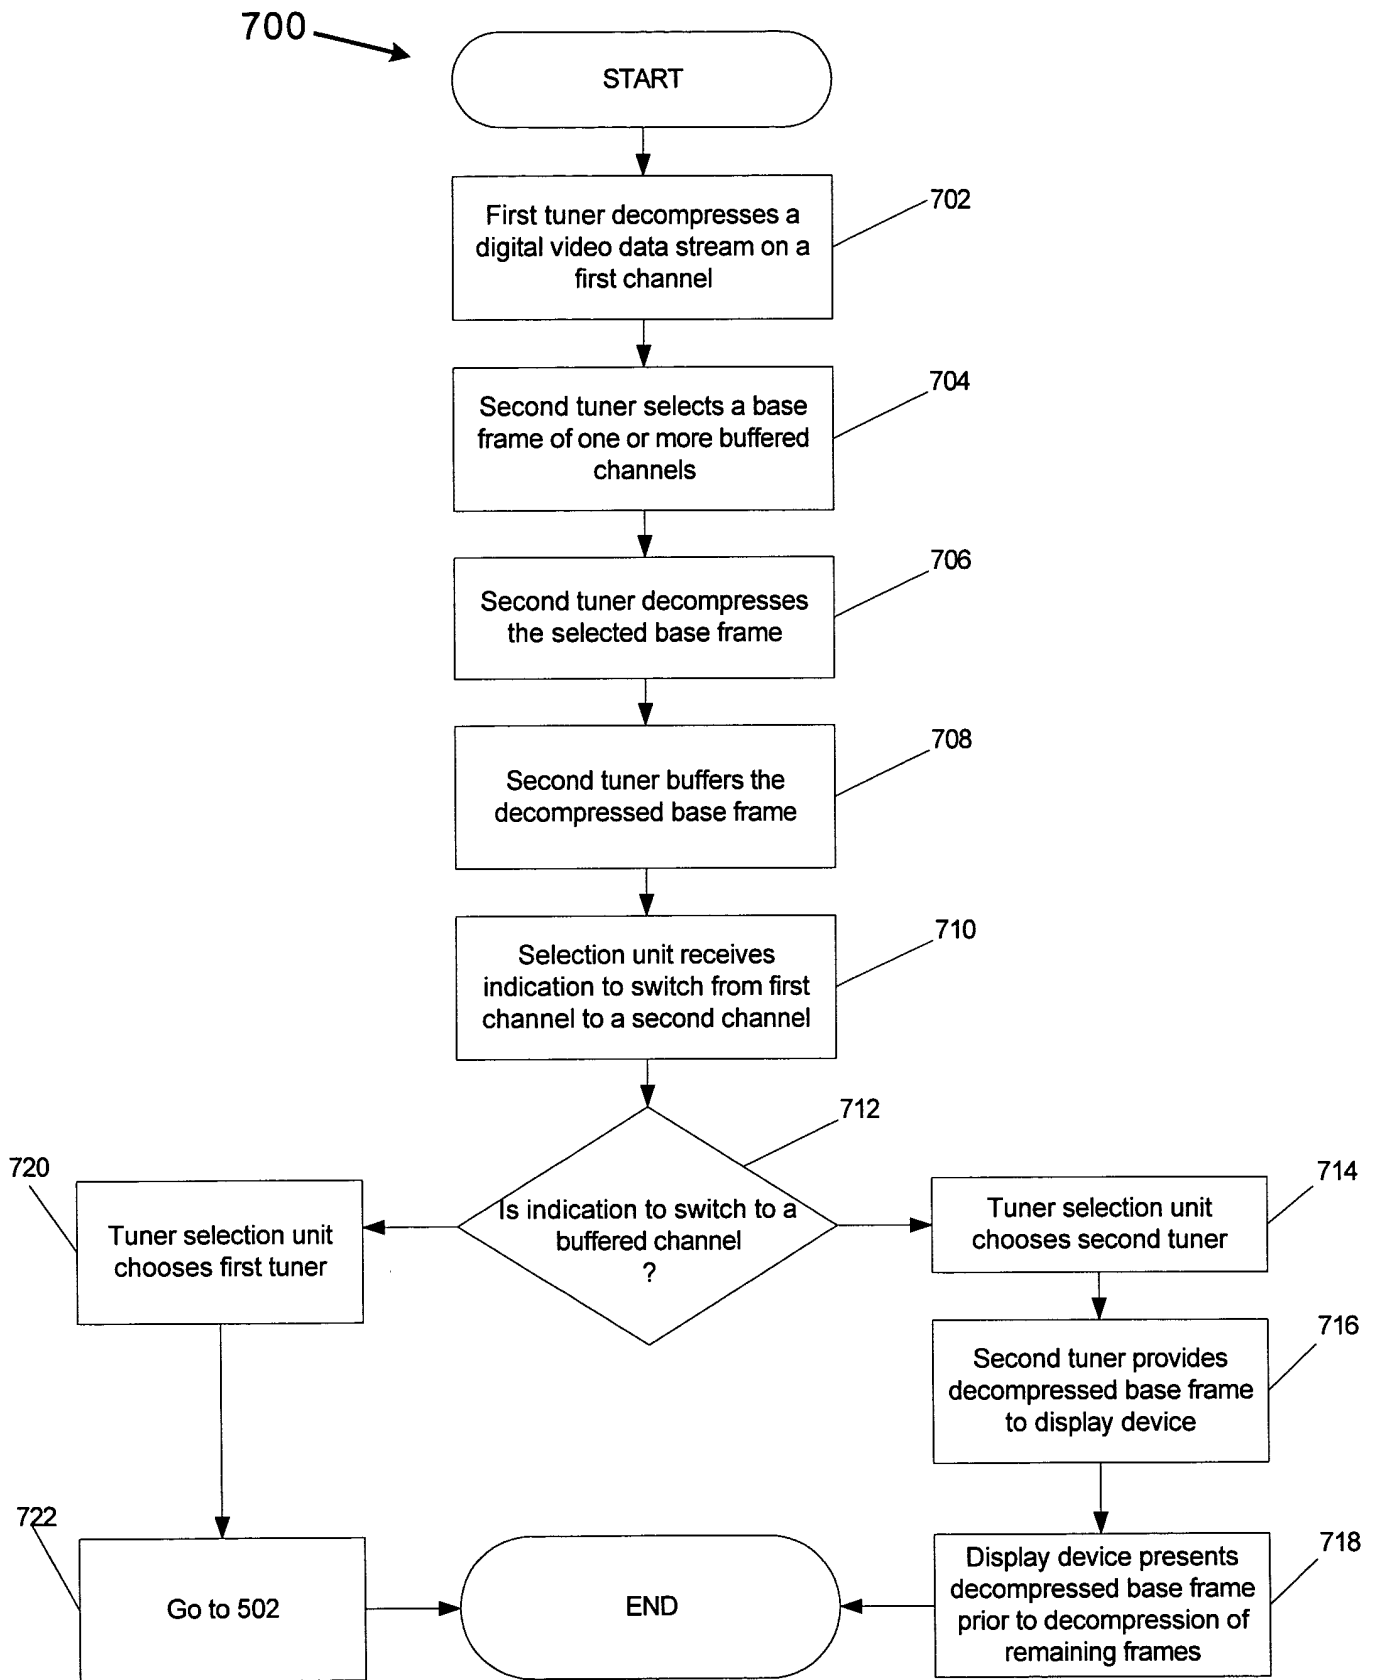 700
START
702
First tuner decompresses a
digital video data stream on a
first channel
704
Second tuner selects a base
frame of one or more buffered
channels
706
Second tuner decompresses
the selected base frame
708
Second tuner buffers the
decompressed base frame
710
Selection unit receives
indication to switch from first
channel to a second channel
712
Is indication to switch to a
buffered channel
?
720
Tuner selection unit
chooses first tuner
714
Tuner selection unit
chooses second tuner
716
Second tuner provides
decompressed base frame
to display device
722
Go to 502
END
718
Display device presents
decompressed base frame
prior to decompression of
remaining frames